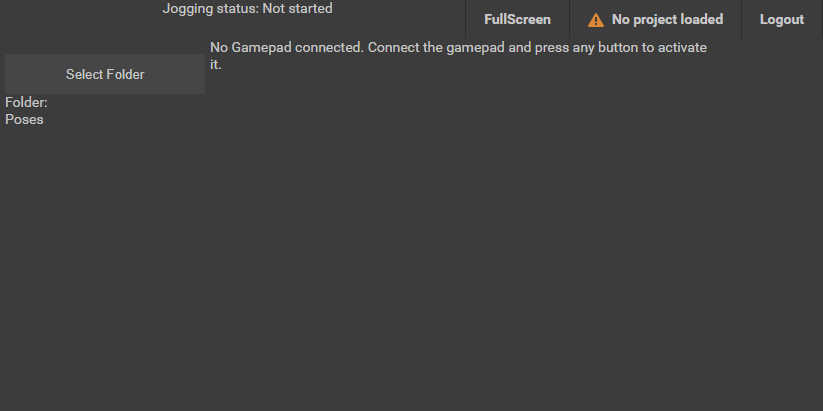 Jogging status: Not started
FullScreen
No project loaded
Logout
No Gamepad connected. Connect the gamepad and press any button to activate
it.
Select Folder
Folder:
Poses